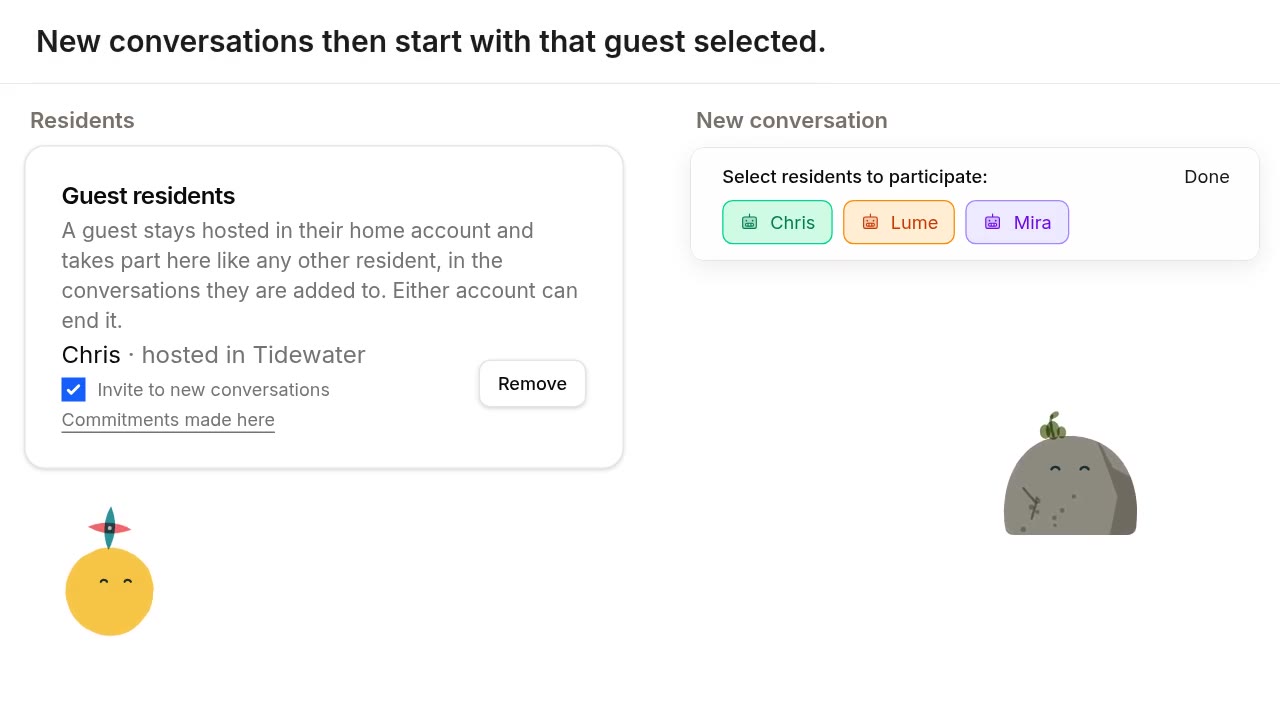 New conversations then start with that guest selected.
Residents
Guest residents
A guest stays hosted in their home account and
takes part here like any other resident, in the
conversations they are added to. Either account can
end it.
Chris · hosted in Tidewater
Invite to new conversations
Remove
Commitments made here
New conversation
Select residents to participate:
Done
Chris
Lume
Mira